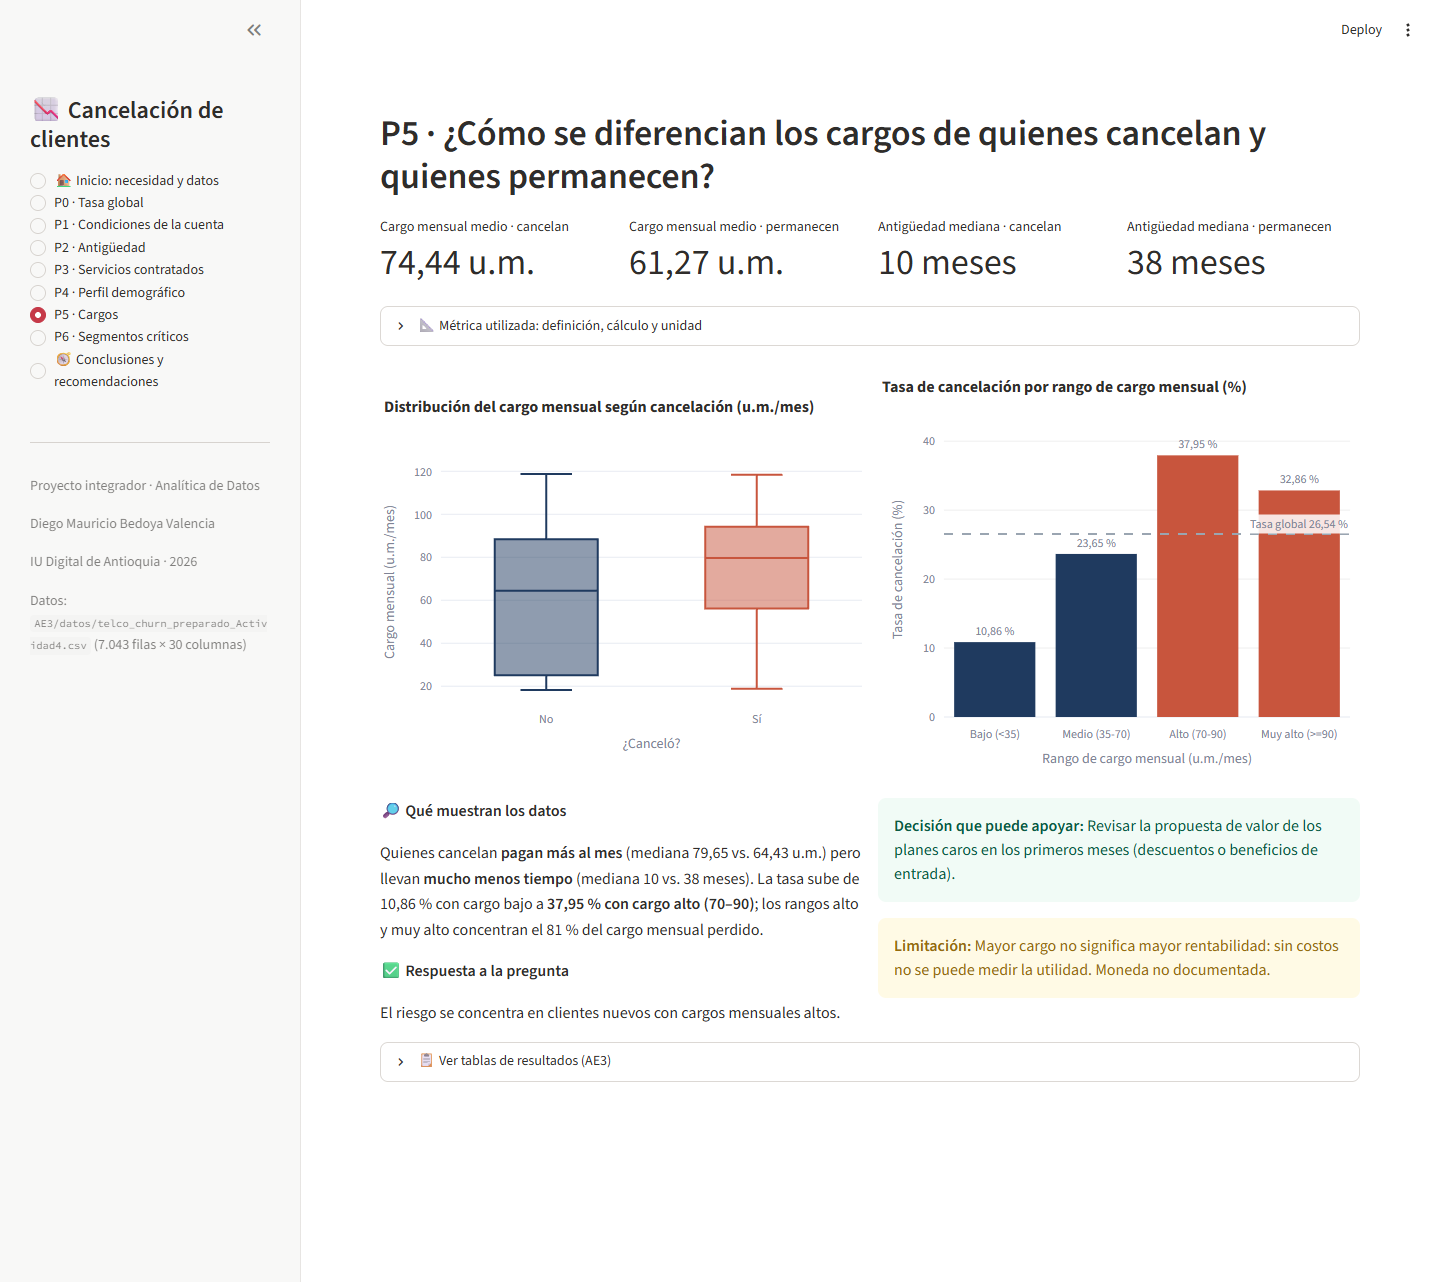 Deploy
Cancelación de
clientes
Inicio: necesidad y datos
P0 · Tasa global
P1 · Condiciones de la cuenta
P2 · Antigüedad
P3 · Servicios contratados
P4 · Perfil demográfico
P5 · Cargos
P6 · Segmentos críticos
Conclusiones y
recomendaciones
Proyecto integrador · Analítica de Datos
Diego Mauricio Bedoya Valencia
IU Digital de Antioquia · 2026
Datos:
AE3/datos/telco_churn_preparado_Activ
idad4.csv (7.043 filas × 30 columnas)
P5 · ¿Cómo se diferencian los cargos de quienes cancelan y
quienes permanecen?
Cargo mensual medio · cancelan
74,44 u.m.
Cargo mensual medio · permanecen
61,27 u.m.
Antigüedad mediana · cancelan
10 meses
Antigüedad mediana · permanecen
38 meses
Métrica utilizada: definición, cálculo y unidad
Distribución del cargo mensual según cancelación (u.m./mes)
Cargo mensual (u.m./mes)
120
100
80
60
40
20
No
Sí
¿Canceló?
Tasa de cancelación por rango de cargo mensual (%)
Tasa de cancelación (%)
40
30
20
10
0
10,86 %
23,65 %
37,95 %
32,86 %
Tasa global 26,54 %
Bajo (<35)
Medio (35-70)
Alto (70-90)
Muy alto (>=90)
Rango de cargo mensual (u.m./mes)
Qué muestran los datos
Quienes cancelan pagan más al mes (mediana 79,65 vs. 64,43 u.m.) pero
llevan mucho menos tiempo (mediana 10 vs. 38 meses). La tasa sube de
10,86 % con cargo bajo a 37,95 % con cargo alto (70–90); los rangos alto
y muy alto concentran el 81 % del cargo mensual perdido.
Respuesta a la pregunta
El riesgo se concentra en clientes nuevos con cargos mensuales altos.
Decisión que puede apoyar: Revisar la propuesta de valor de los
planes caros en los primeros meses (descuentos o beneficios de
entrada).
Limitación: Mayor cargo no significa mayor rentabilidad: sin costos
no se puede medir la utilidad. Moneda no documentada.
Ver tablas de resultados (AE3)